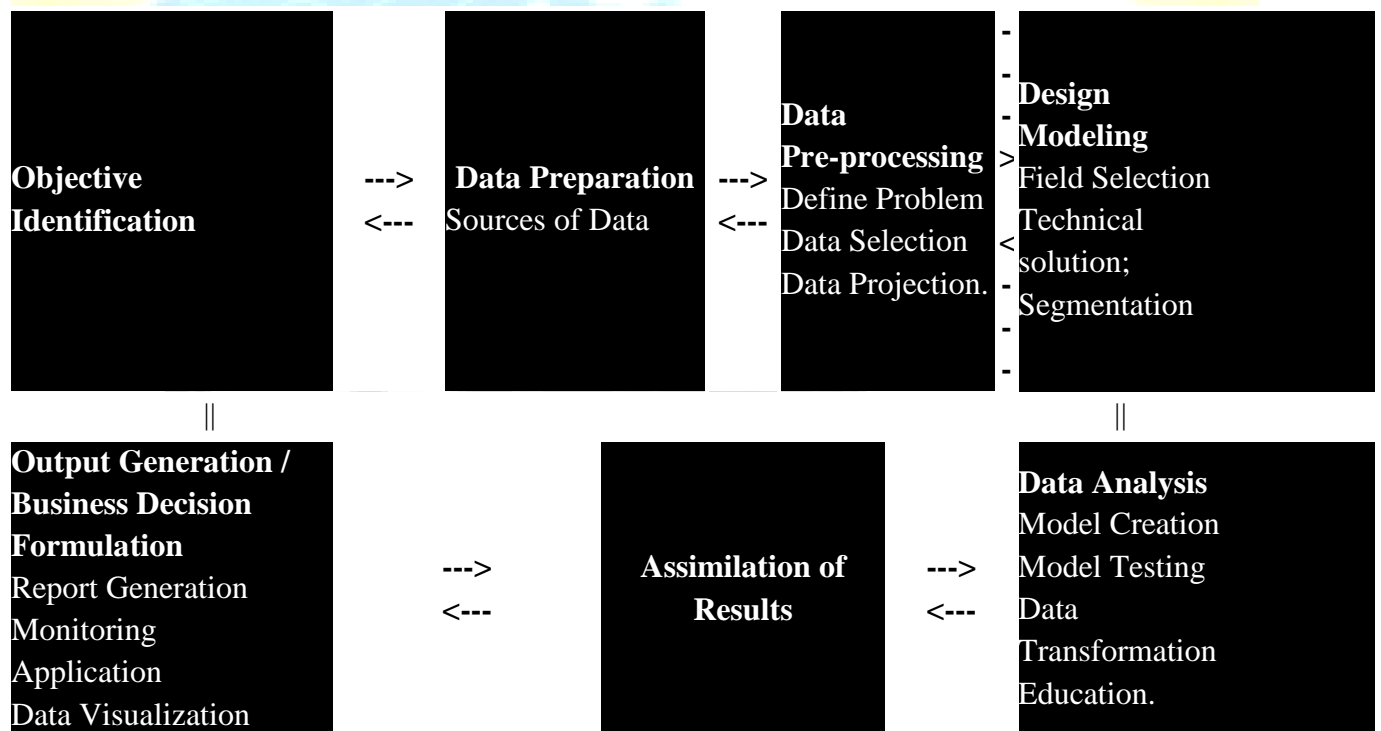 Objective
Identification
--->
<---
Data Preparation
Sources of Data
--->
<---
Data
Pre-processing
Define Problem
Data Selection
Data Projection.
-
-
-
>
<
-
-
-
Design
Modeling
Field Selection
Technical
solution;
Segmentation
||
||
Output Generation /
Business Decision
Formulation
Report Generation
Monitoring
Application
Data Visualization
--->
<---
Assimilation of
Results
--->
<---
Data Analysis
Model Creation
Model Testing
Data
Transformation
Education.